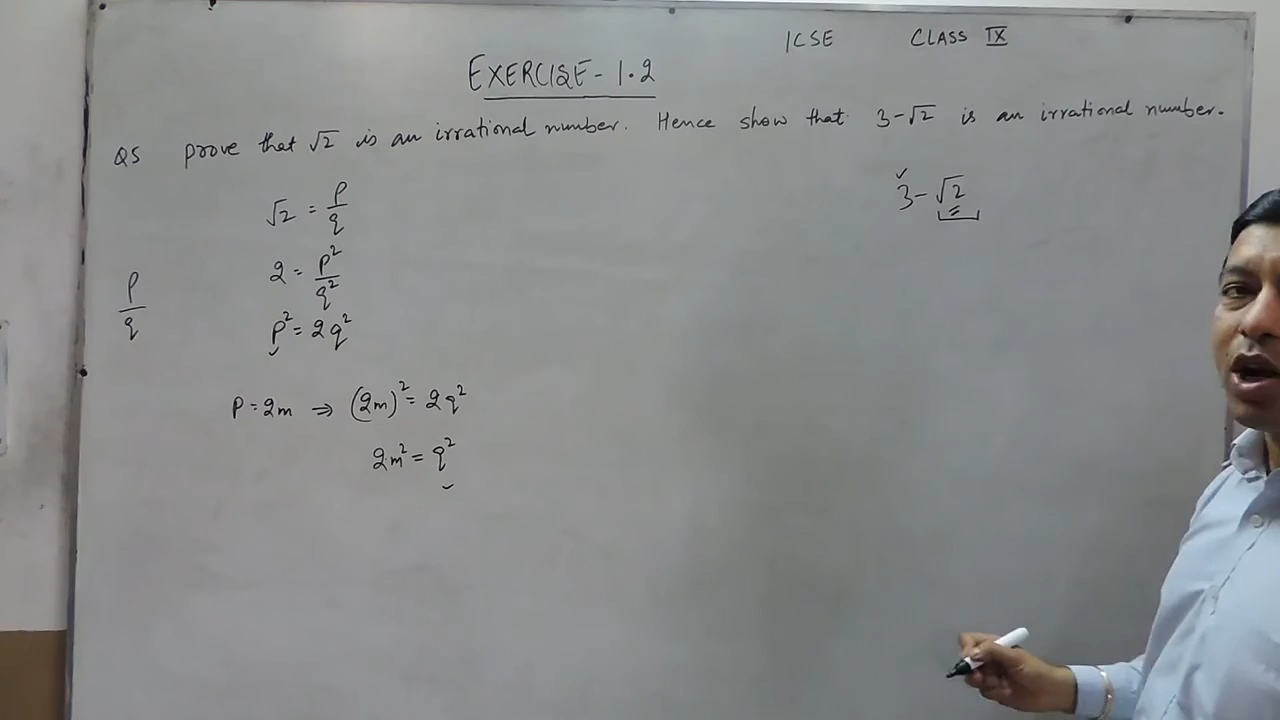 ICSE CLASS IX
EXERCISE - 1.2
Q5 prove that √2 is an irrational number. Hence show that 3-√2 is an irrational number.
√2 = p/q
2 = p²/q²
p/q
p² = 2q²
P = 2m ⇒ (2m)² = 2q²
2m² = q²
3 - √2